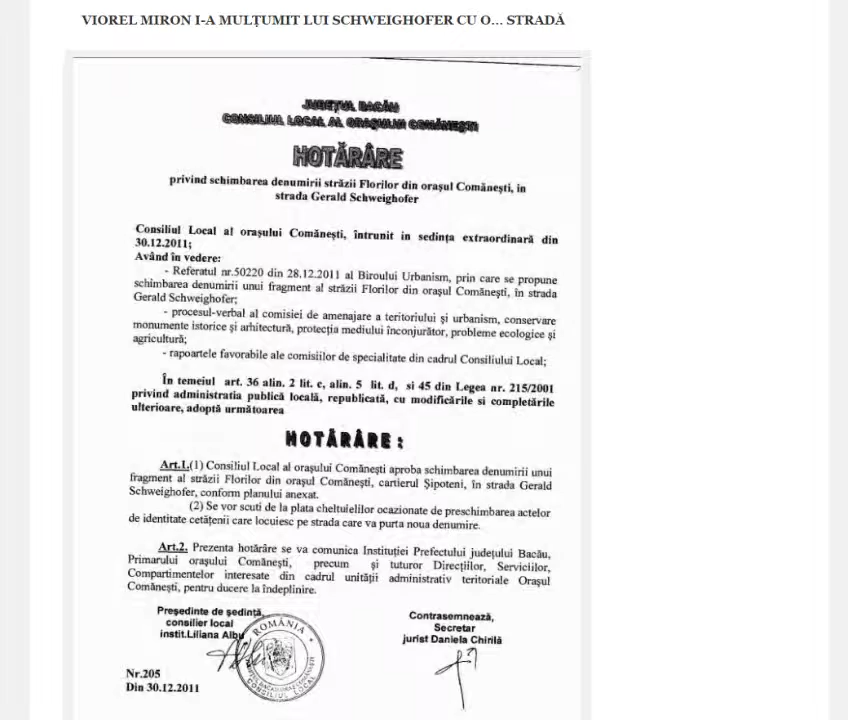 VIOREL MIRON I-A MULȚUMIT LUI SCHWEIGHOFER CU O… STRADĂ
JUDEȚUL BACĂU
CONSILIUL LOCAL AL ORAȘULUI COMĂNEȘTI
HOTĂRÂRE
privind schimbarea denumirii străzii Florilor din orașul Comănești, in
strada Gerald Schweighofer
Consiliul Local al orașului Comănești, întrunit in sedința extraordinară din
30.12.2011;
Având în vedere:
- Referatul nr.50220 din 28.12.2011 al Biroului Urbanism, prin care se propune
schimbarea denumirii unui fragment al străzii Florilor din orașul Comănești, în strada
Gerald Schweighofer;
- procesul-verbal al comisiei de amenajare a teritoriului și urbanism, conservare
monumente istorice și arhitectură, protecția mediului înconjurător, probleme ecologice și
agricultură;
- rapoartele favorabile ale comisiilor de specialitate din cadrul Consiliului Local;
În temeiul art. 36 alin. 2 lit. c, alin. 5 lit. d, si 45 din Legea nr. 215/2001
privind administratia publică locală, republicată, cu modificările si completările
ulterioare, adoptă următoarea
HOTĂRÂRE :
Art.1.(1) Consiliul Local al orașului Comănești aproba schimbarea denumirii unui
fragment al străzii Florilor din orașul Comănești, cartierul Șipoteni, în strada Gerald
Schweighofer, conform planului anexat.
(2) Se vor scuti de la plata cheltuielilor ocazionate de preschimbarea actelor
de identitate cetățenii care locuiesc pe strada care va purta noua denumire.
Art.2. Prezenta hotărâre se va comunica Instituției Prefectului județului Bacău,
Primarului orașului Comănești, precum și tuturor Direcțiilor, Serviciilor,
Compartimentelor interesate din cadrul unității administrativ teritoriale Orașul
Comănești, pentru ducere la îndeplinire.
Președinte de ședință,
consilier local
instit.Liliana Albu
Contrasemnează,
Secretar
jurist Daniela Chirilă
ROMÂNIA
CONSILIUL LOCAL
Nr.205
Din 30.12.2011